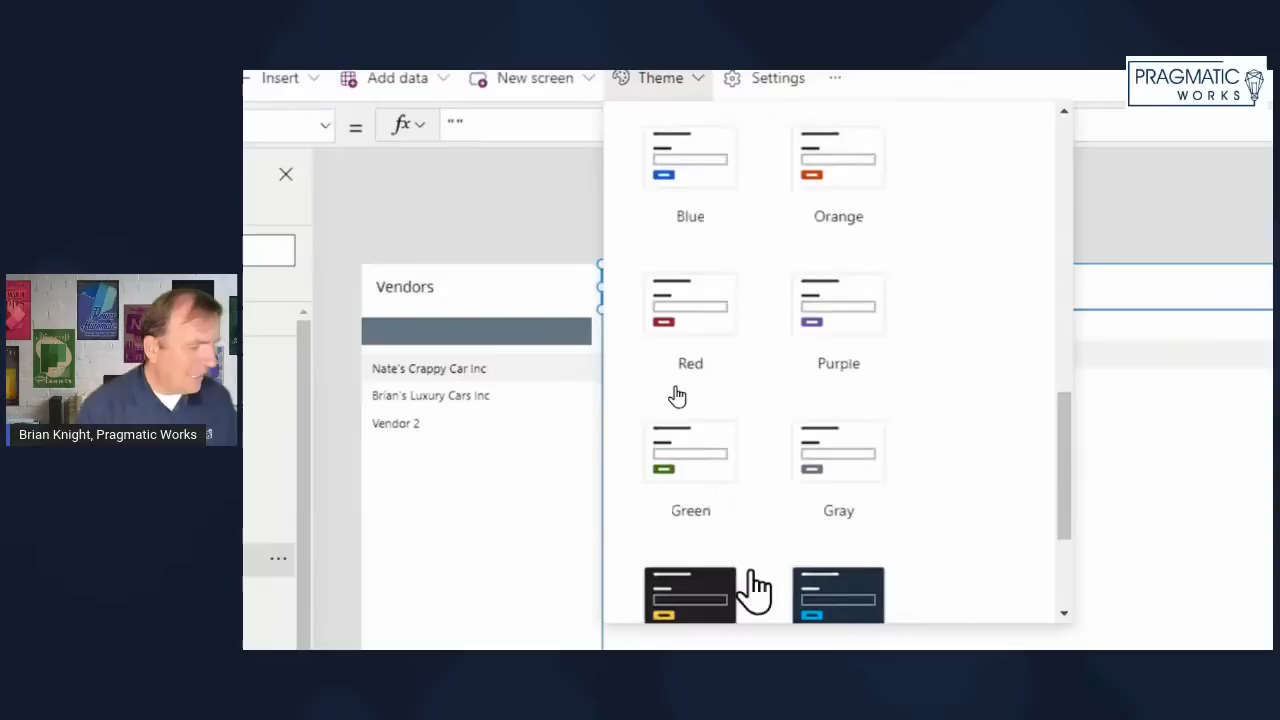 PRAGMATIC
WORKS
Insert
Add data
New screen
Theme
Settings
...
=
fx
""
Blue
Orange
Vendors
Red
Purple
Nate's Crappy Car Inc
Brian's Luxury Cars Inc
Vendor 2
Brian Knight, Pragmatic Works
Green
Gray
...